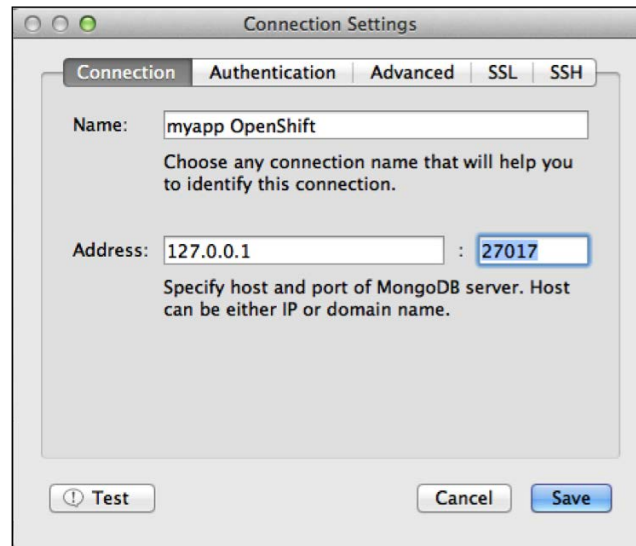 Connection Settings
Connection Authentication Advanced SSL SSH
Name: myapp OpenShift
Choose any connection name that will help you
to identify this connection.
Address: 127.0.0.1 : 27017
Specify host and port of MongoDB server. Host
can be either IP or domain name.
! Test Cancel Save